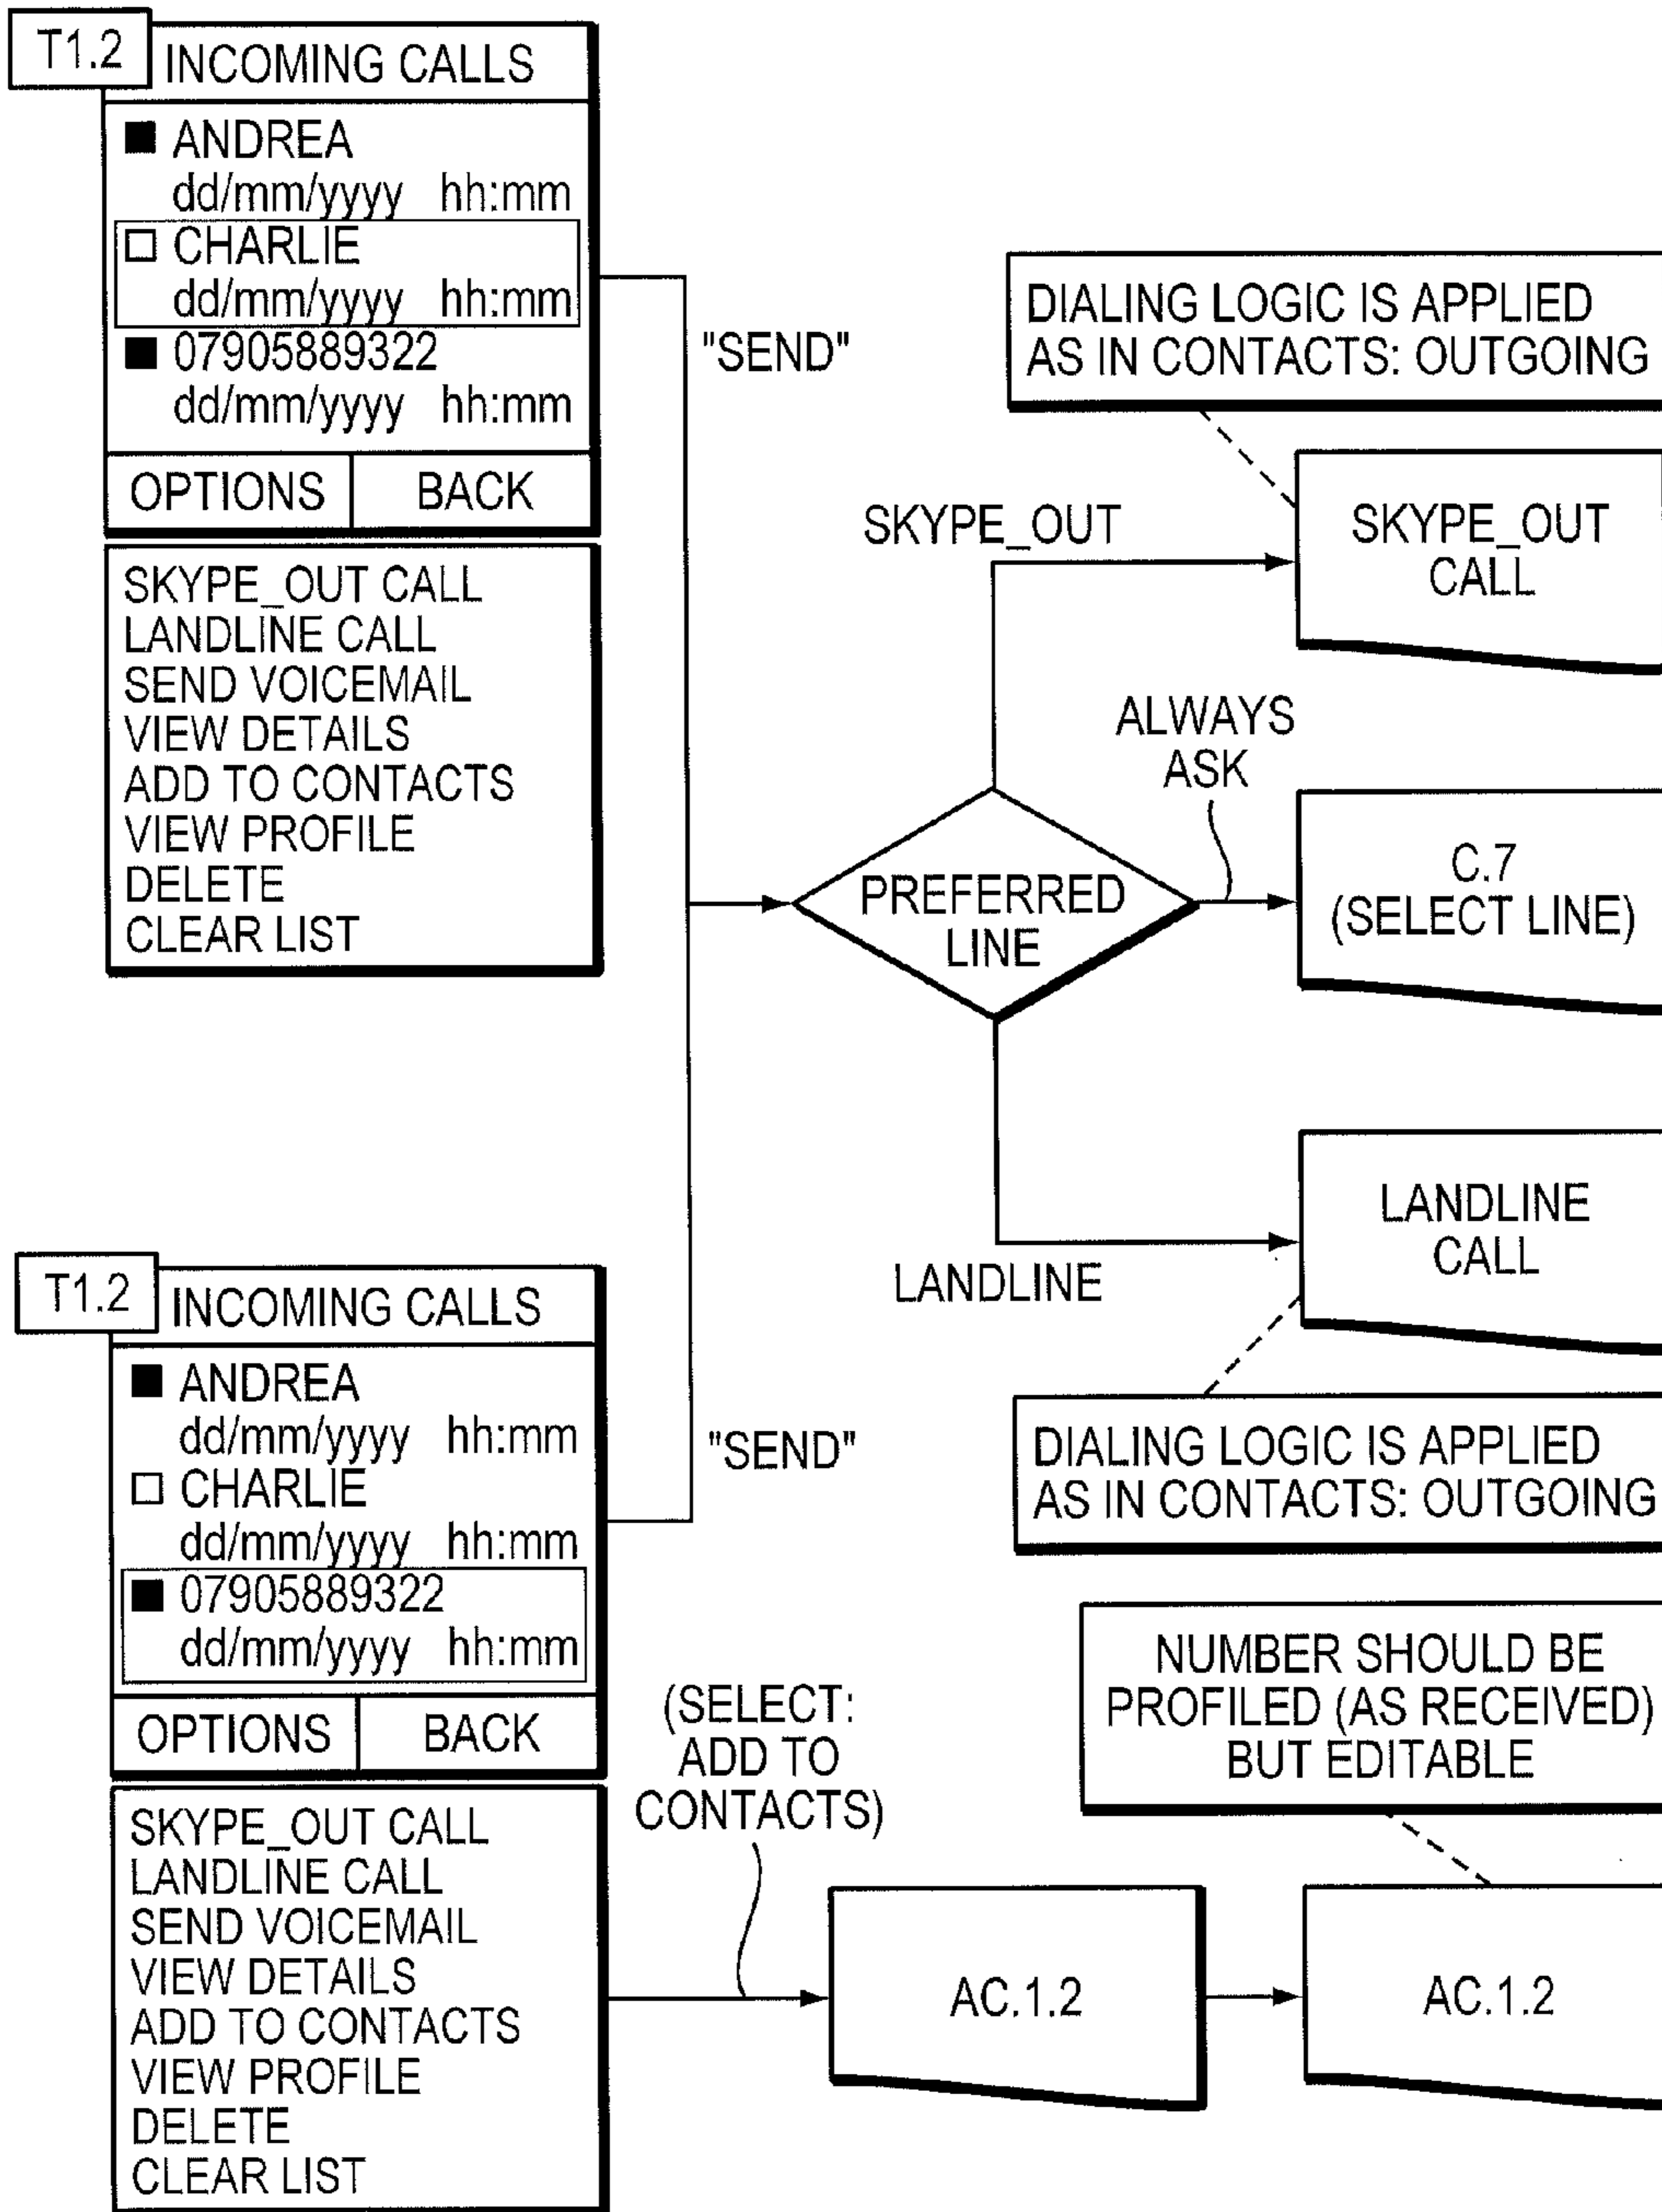 T1.2
INCOMING CALLS
■ ANDREA
dd/mm/yyyy hh:mm
□ CHARLIE
dd/mm/yyyy hh:mm
■ 07905889322
dd/mm/yyyy hh:mm
OPTIONS BACK
SKYPE_OUT CALL
LANDLINE CALL
SEND VOICEMAIL
VIEW DETAILS
ADD TO CONTACTS
VIEW PROFILE
DELETE
CLEAR LIST
"SEND"
DIALING LOGIC IS APPLIED
AS IN CONTACTS: OUTGOING
SKYPE_OUT
SKYPE_OUT
CALL
ALWAYS
ASK
PREFERRED
LINE
C.7
(SELECT LINE)
LANDLINE
LANDLINE
CALL
DIALING LOGIC IS APPLIED
AS IN CONTACTS: OUTGOING
T1.2
INCOMING CALLS
■ ANDREA
dd/mm/yyyy hh:mm
□ CHARLIE
dd/mm/yyyy hh:mm
■ 07905889322
dd/mm/yyyy hh:mm
OPTIONS BACK
SKYPE_OUT CALL
LANDLINE CALL
SEND VOICEMAIL
VIEW DETAILS
ADD TO CONTACTS
VIEW PROFILE
DELETE
CLEAR LIST
"SEND"
(SELECT:
ADD TO
CONTACTS)
NUMBER SHOULD BE
PROFILED (AS RECEIVED)
BUT EDITABLE
AC.1.2
AC.1.2